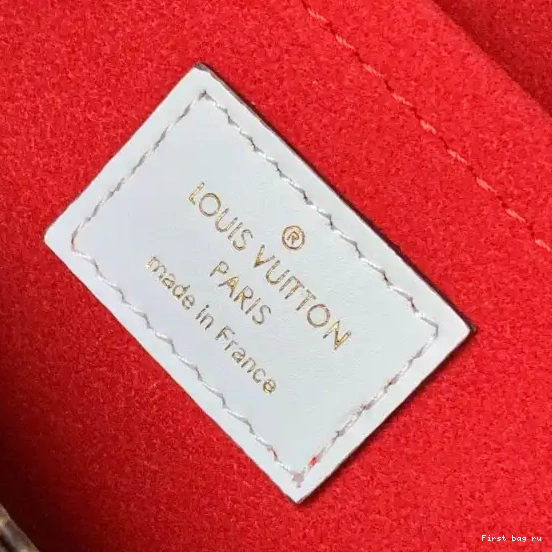 ®
LOUIS VUITTON
PARIS
made in France
First bag ru